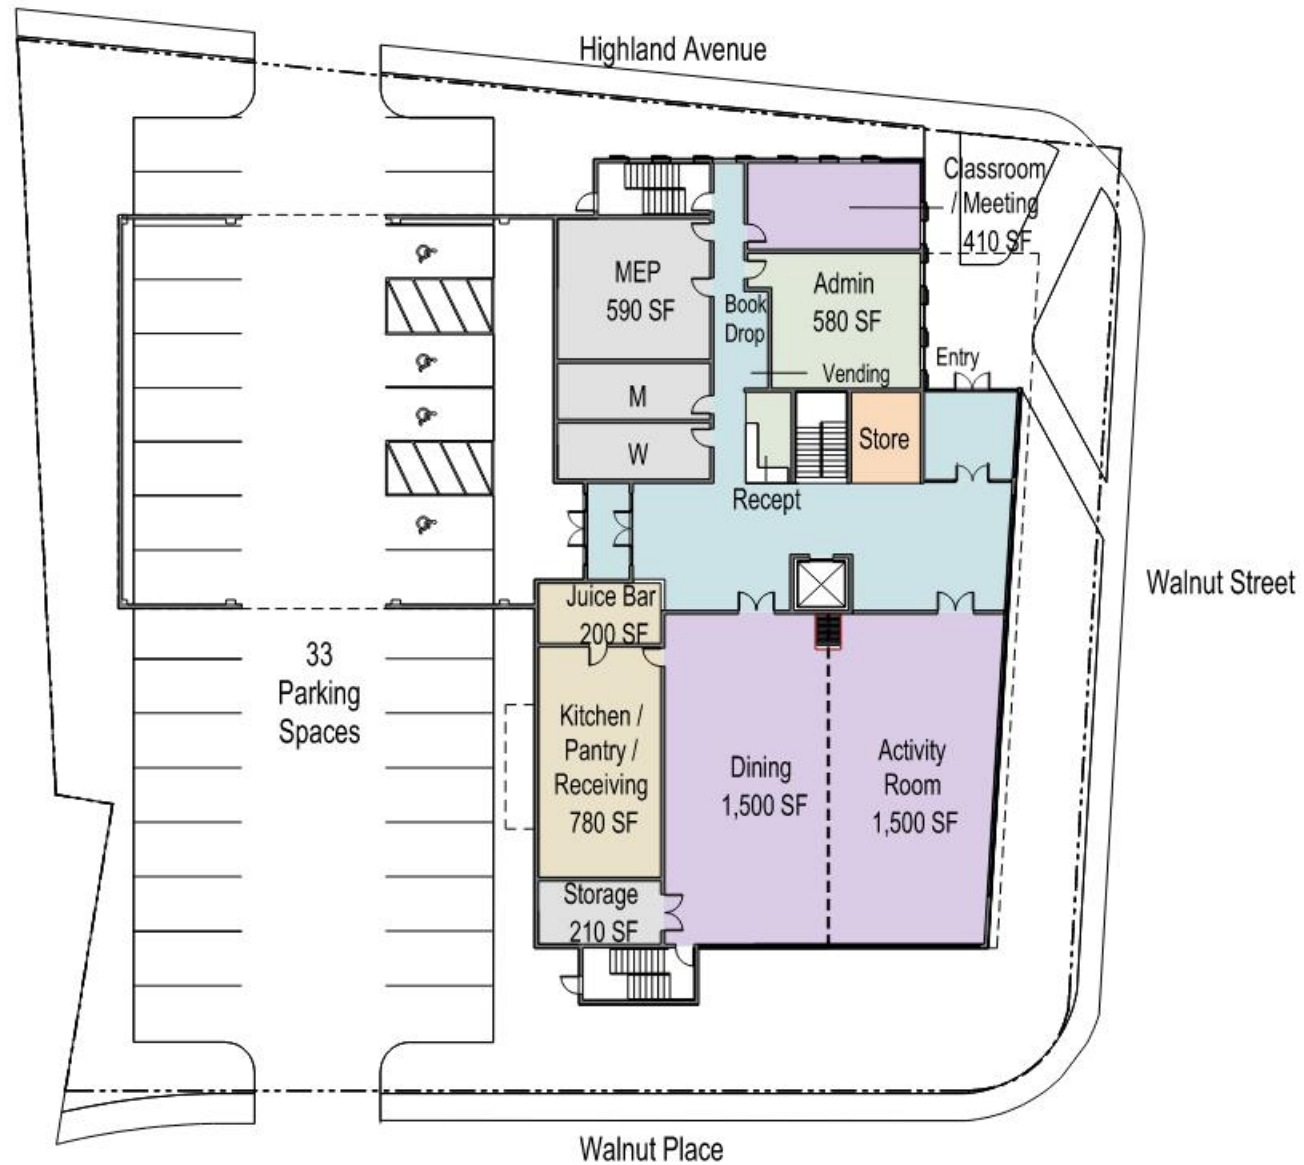 Highland Avenue
Classroom
/ Meeting
410 SF
MEP
590 SF
Admin
580 SF
Book
Drop
Entry
Vending
M
Store
W
Recept
Walnut Street
Juice Bar
200 SF
33
Parking
Spaces
Kitchen /
Pantry /
Receiving
780 SF
Dining
1,500 SF
Activity
Room
1,500 SF
Storage
210 SF
Walnut Place